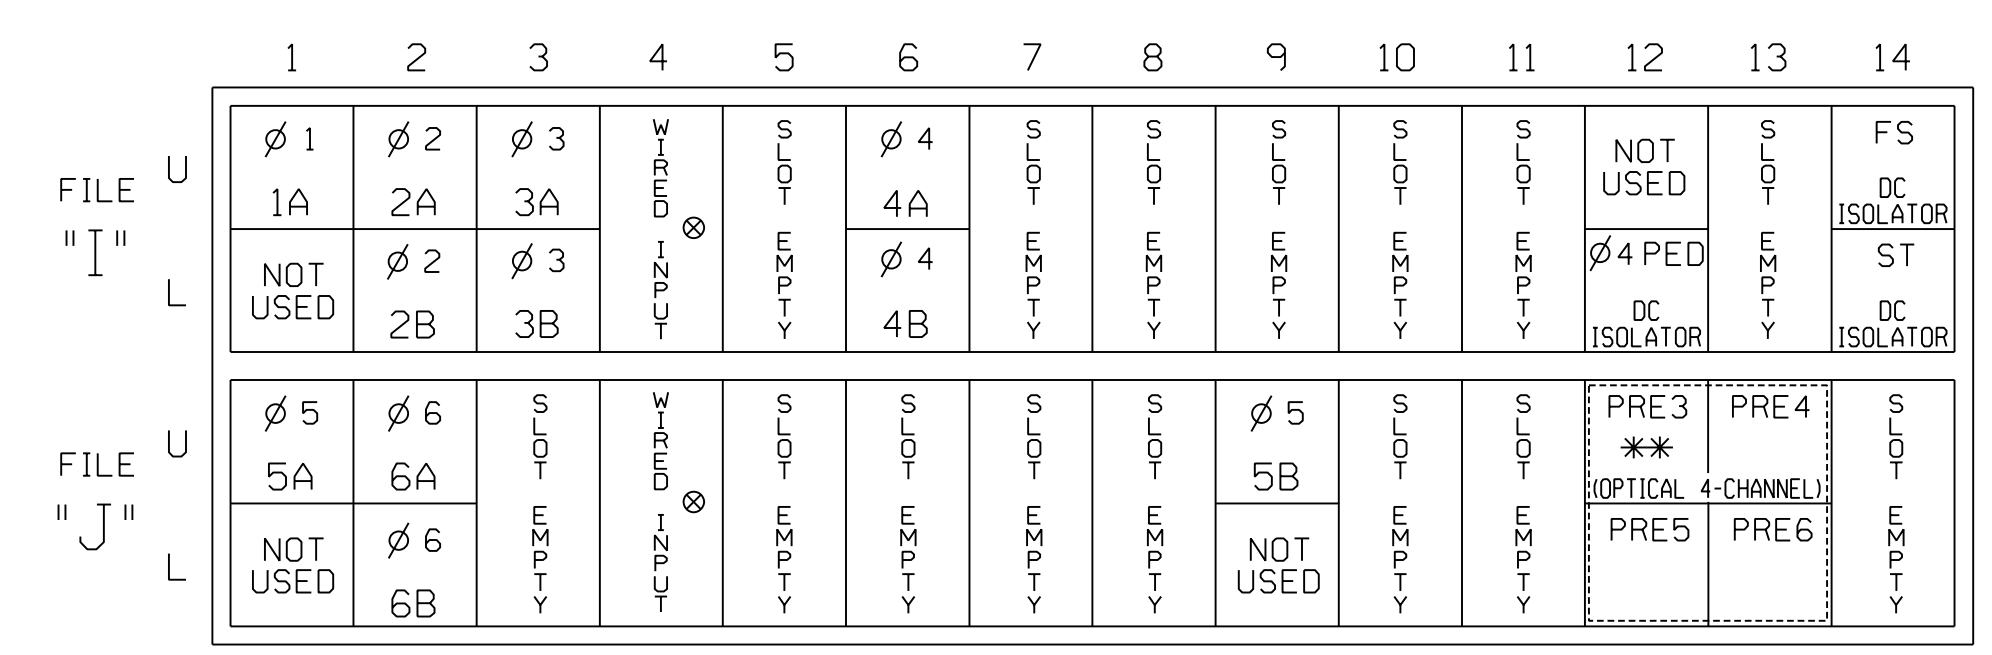 1 2 3 4 5 6 7 8 9 10 11 12 13 14
FILE "I"
U
L
Ø 1
1A
NOT
USED
Ø 2
2A
Ø 2
2B
Ø 3
3A
Ø 3
3B
WIRED INPUT ⊗
SLOT EMPTY
Ø 4
4A
Ø 4
4B
SLOT EMPTY
SLOT EMPTY
SLOT EMPTY
SLOT EMPTY
SLOT EMPTY
NOT
USED
Ø4 PED
DC
ISOLATOR
SLOT EMPTY
FS
DC
ISOLATOR
ST
DC
ISOLATOR
FILE "J"
U
L
Ø 5
5A
NOT
USED
Ø 6
6A
Ø 6
6B
SLOT EMPTY
WIRED INPUT ⊗
SLOT EMPTY
SLOT EMPTY
SLOT EMPTY
SLOT EMPTY
Ø 5
5B
NOT
USED
SLOT EMPTY
SLOT EMPTY
PRE3 PRE4
**
(OPTICAL 4-CHANNEL)
PRE5 PRE6
SLOT EMPTY